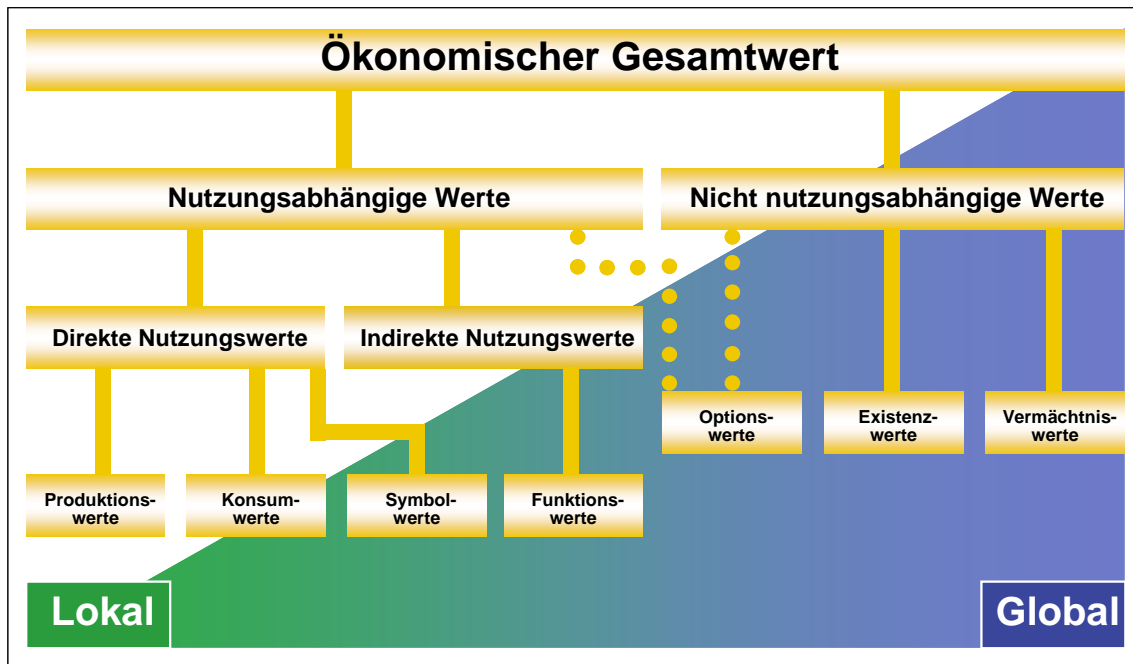 Ökonomischer Gesamtwert
Nutzungsabhängige Werte
Nicht nutzungsabhängige Werte
Direkte Nutzungswerte
Indirekte Nutzungswerte
Options-
werte
Existenz-
werte
Vermächtnis-
werte
Produktions-
werte
Konsum-
werte
Symbol-
werte
Funktions-
werte
Lokal
Global